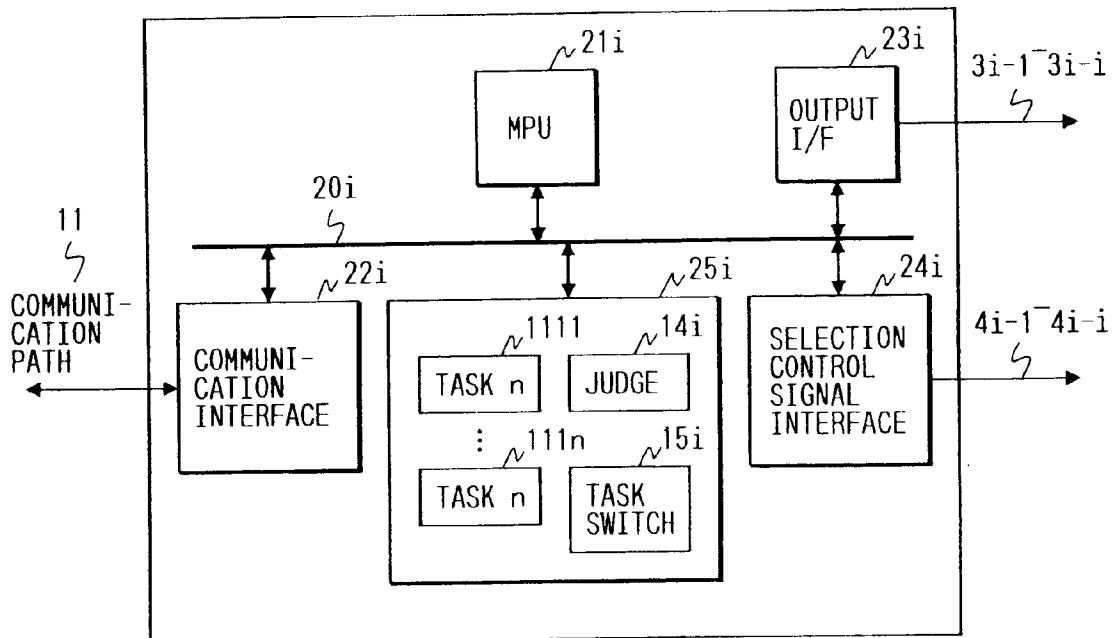 21i
23i
3i-1‾3i-i
MPU
OUTPUT
I/F
20i
11
22i
25i
24i
COMMUNI-
CATION
PATH
1111
14i
4i-1‾4i-i
COMMUNI-
CATION
INTERFACE
TASK n
JUDGE
SELECTION
CONTROL
SIGNAL
INTERFACE
⋮
111n
15i
TASK n
TASK
SWITCH